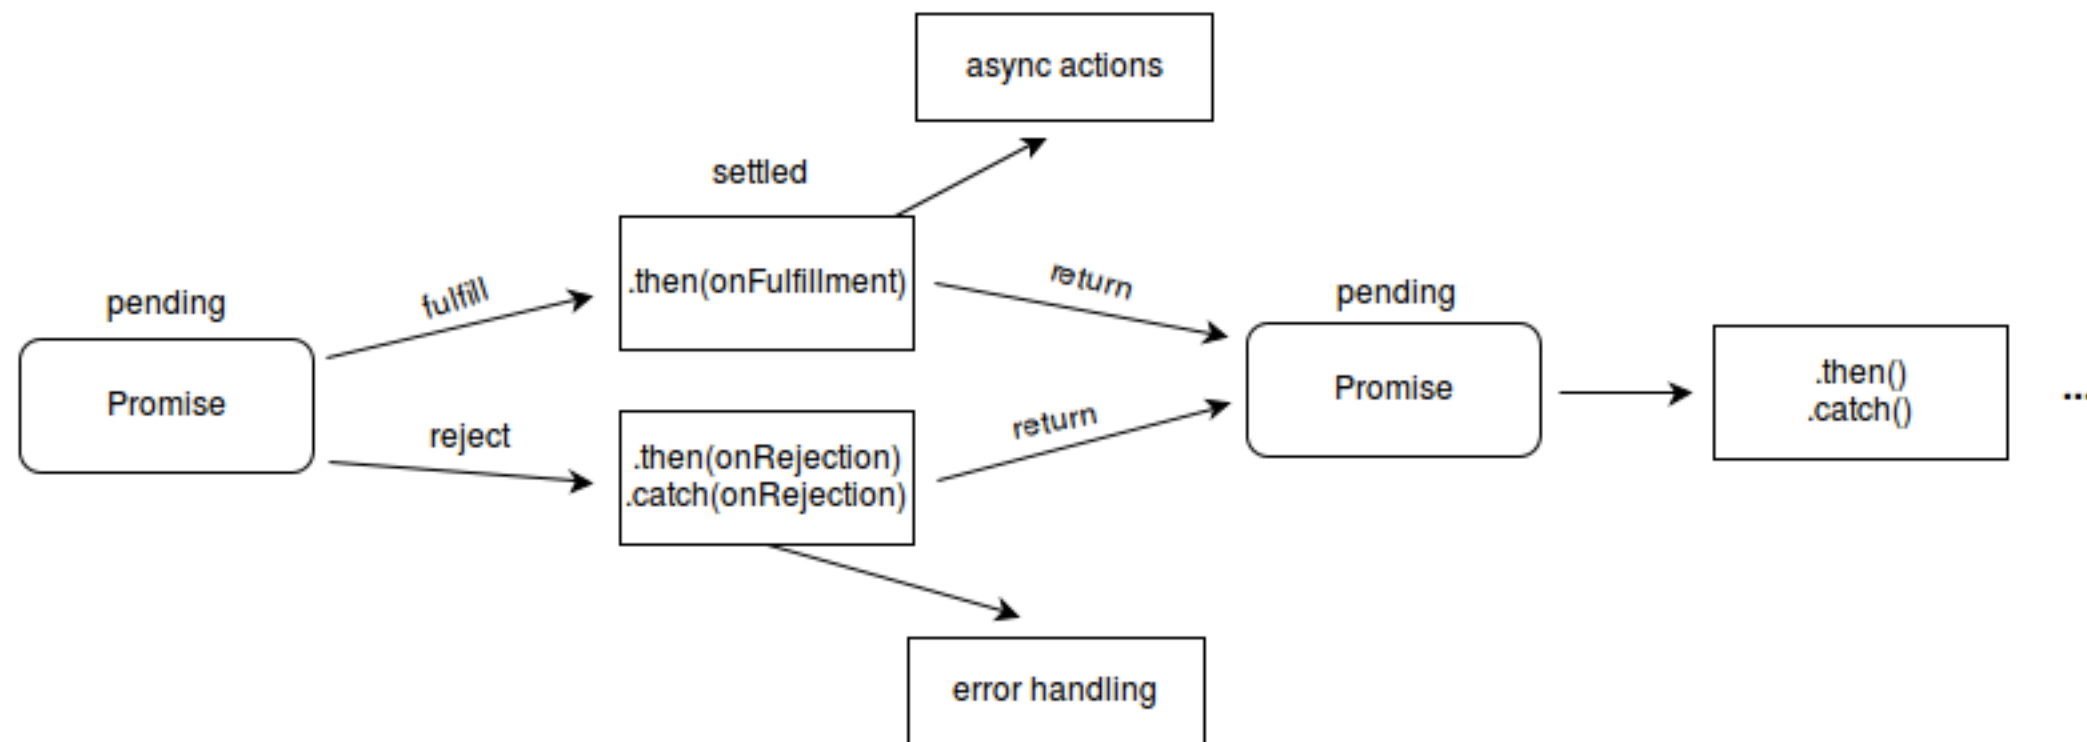 async actions
settled
.then(onFulfillment)
fulfill
return
pending
pending
Promise
Promise
.then()
.catch()
...
reject
return
.then(onRejection)
.catch(onRejection)
error handling